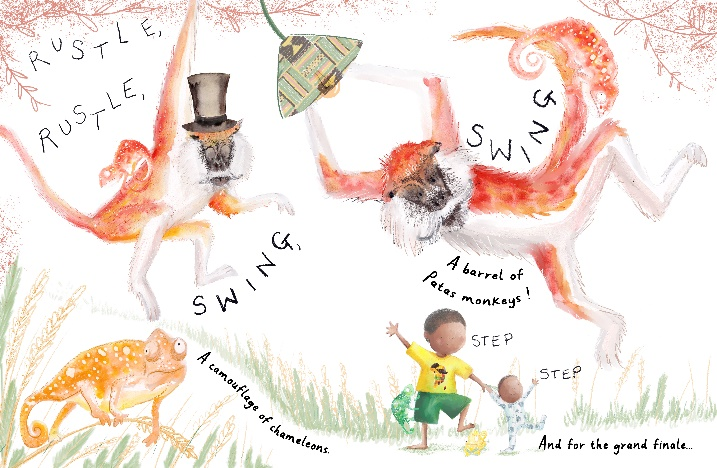 RUSTLE,
RUSTLE,
SWING,
SWING
A barrel of
Patas monkeys!
A camouflage of chameleons.
STEP
STEP
And for the grand finale...